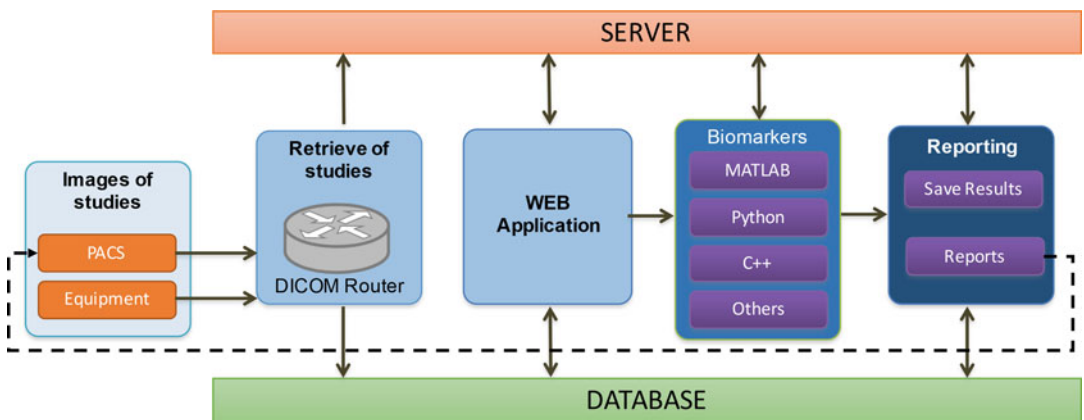 SERVER
Images of
studies
PACS
Equipment
Retrieve of
studies
DICOM Router
WEB
Application
Biomarkers
MATLAB
Python
C++
Others
Reporting
Save Results
Reports
DATABASE